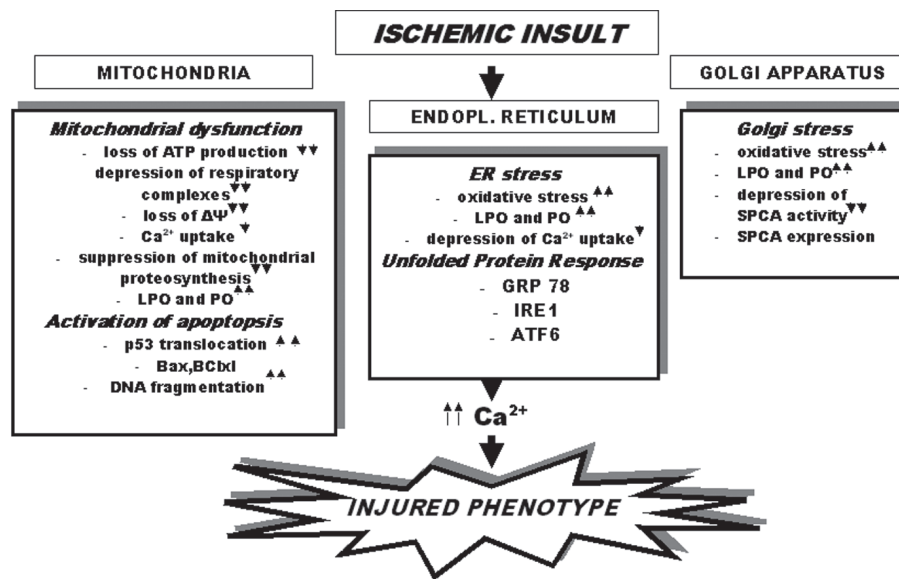 ISCHEMIC INSULT
MITOCHONDRIA
Mitochondrial dysfunction
- loss of ATP production ↓↓
depression of respiratory
complexes ↓↓
- loss of ΔΨ ↓↓
- Ca²⁺ uptake ↓
- suppression of mitochondrial
proteosynthesis ↓↓
- LPO and PO ↑↑
Activation of apoptopsis
- p53 translocation ↑↑
- Bax,BClxl
- DNA fragmentation ↑↑
ENDOPL. RETICULUM
ER stress
- oxidative stress ↑↑
- LPO and PO ↑↑
- depression of Ca²⁺ uptake ↓
Unfolded Protein Response
- GRP 78
- IRE1
- ATF6
GOLGI APPARATUS
Golgi stress
- oxidative stress ↑↑
- LPO and PO ↑↑
- depression of
SPCA activity ↓↓
- SPCA expression
↑↑ Ca²⁺
INJURED PHENOTYPE